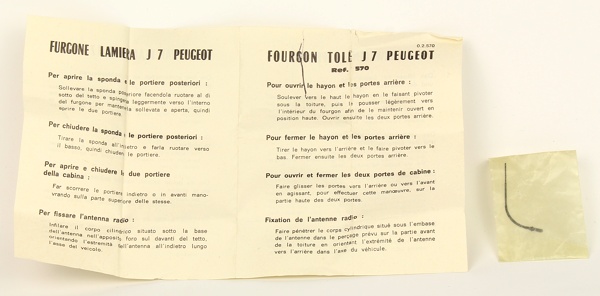 FURGONE LAMIERA J 7 PEUGEOT
Per aprire la sponda e le portiere posteriori :
Sollevare la sponda posteriore facendole ruotare al di
sotto del tetto e spingere leggermente verso l'interno
del furgone per mantenerla sollevata e aperta, quindi
aprire le due portiere.
Per chiudere la sponda e le portiere posteriori :
Tirare la sponda all'indietro e farla ruotare verso
il basso, quindi chiudere le portiere.
Per aprire e chiudere le due portiere
della cabina :
Far scorrere le portiere indietro o in avanti mano-
vrando sulla parte superiore delle stesse.
Per fissare l'antenna radio :
Infilare il corpo cilindrico situato sotto la base
dell'antenna nell'apposito foro sul davanti del tetto,
orientando l'estremità dell'antenna all'indietro lungo
l'asse del veicolo.
D.2.570
FOURGON TOLÉ J 7 PEUGEOT
Réf. 570
Pour ouvrir le hayon et les portes arrière :
Soulever vers le haut le hayon en le faisant pivoter
sous la toiture, puis le pousser légèrement vers
l'intérieur du fourgon afin de le maintenir ouvert en
position haute. Ouvrir ensuite les deux portes arrière.
Pour fermer le hayon et les portes arrière :
Tirer le hayon vers l'arrière et le faire pivoter vers le
bas. Fermer ensuite les deux portes arrière.
Pour ouvrir et fermer les deux portes de cabine :
Faire glisser les portes vers l'arrière ou vers l'avant
en agissant, pour effectuer cette manœuvre, sur la
partie haute des deux portes.
Fixation de l'antenne radio :
Faire pénétrer le corps cylindrique situé sous l'embase
de l'antenne dans le perçage prévu sur la partie avant
de la toiture en orientant l'extrémité de l'antenne
vers l'arrière dans l'axe du véhicule.